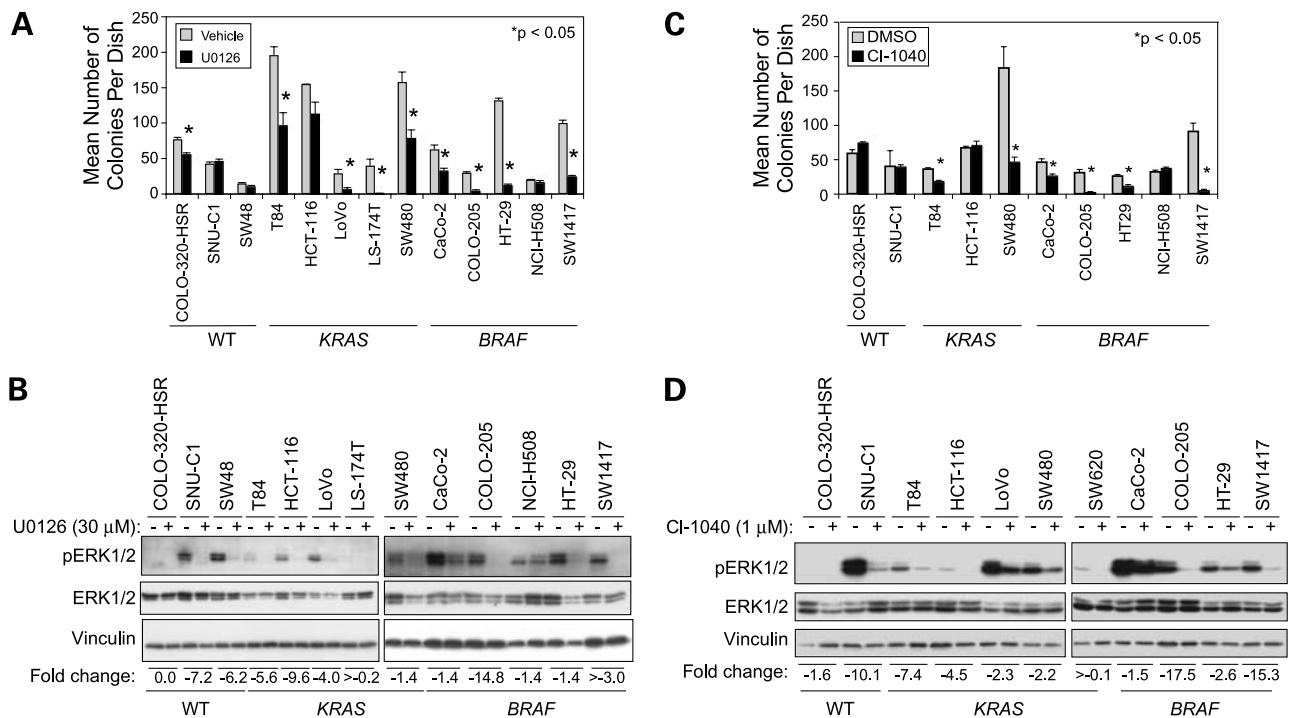 A
Mean Number of Colonies Per Dish
250
200
150
100
50
0
Vehicle
U0126
*p < 0.05
* * * * * * * * *
COLO-320-HSR SNU-C1 SW48 T84 HCT-116 LoVo LS-174T SW480 CaCo-2 COLO-205 HT-29 NCI-H508 SW1417
WT KRAS BRAF
C
Mean Number of Colonies Per Dish
250
200
150
100
50
0
DMSO
CI-1040
*p < 0.05
* * * * * *
COLO-320-HSR SNU-C1 T84 HCT-116 SW480 CaCo-2 COLO-205 HT29 NCI-H508 SW1417
WT KRAS BRAF
B
COLO-320-HSR SNU-C1 SW48 T84 HCT-116 LoVo LS-174T SW480 CaCo-2 COLO-205 NCI-H508 HT-29 SW1417
U0126 (30 µM): - + - + - + - + - + - + - + - + - + - + - + - + - +
pERK1/2
ERK1/2
Vinculin
Fold change: 0.0 -7.2 -6.2 -5.6 -9.6 -4.0 >-0.2 -1.4 -1.4 -14.8 -1.4 -1.4 >-3.0
WT KRAS BRAF
D
COLO-320-HSR SNU-C1 T84 HCT-116 LoVo SW480 SW620 CaCo-2 COLO-205 HT-29 SW1417
CI-1040 (1 µM): - + - + - + - + - + - + - + - + - + - + - +
pERK1/2
ERK1/2
Vinculin
Fold change: -1.6 -10.1 -7.4 -4.5 -2.3 -2.2 >-0.1 -1.5 -17.5 -2.6 -15.3
WT KRAS BRAF